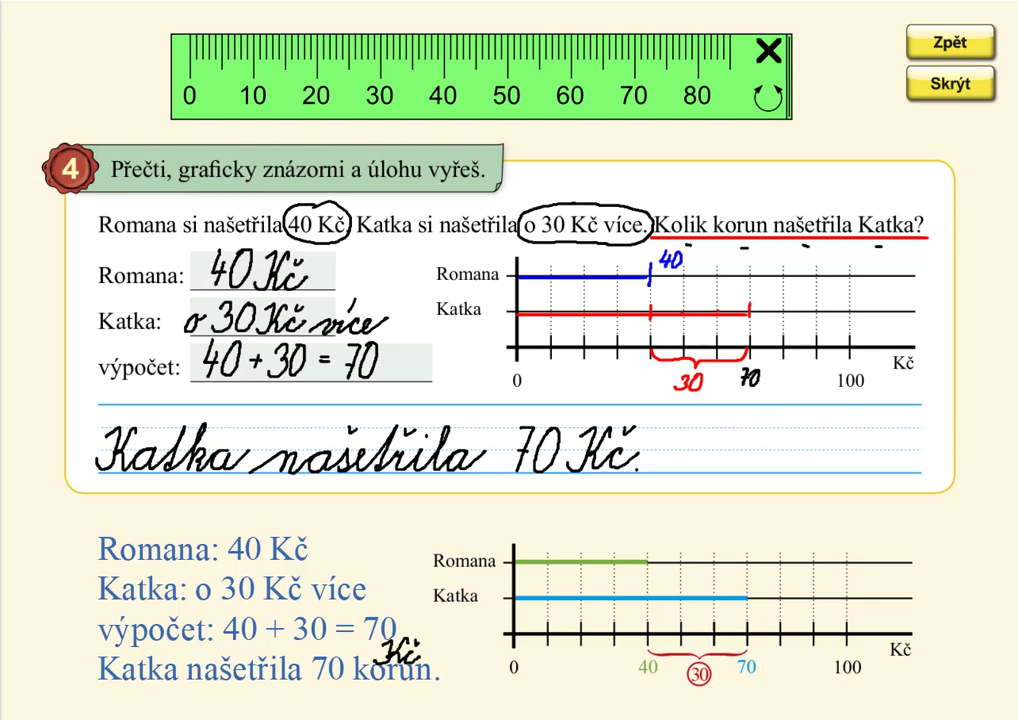 Zpět
Skrýt
0 10 20 30 40 50 60 70 80
4 Přečti, graficky znázorni a úlohu vyřeš.
Romana si našetřila 40 Kč. Katka si našetřila o 30 Kč více. Kolik korun našetřila Katka?
Romana: 40 Kč
Katka: o 30 Kč více
výpočet: 40 + 30 = 70
Romana 40
Katka
Kč
0 30 70 100
Katka našetřila 70 Kč.
Romana: 40 Kč
Katka: o 30 Kč více
výpočet: 40 + 30 = 70
Kč
Katka našetřila 70 korun.
Romana
Katka
Kč
0 40 30 70 100